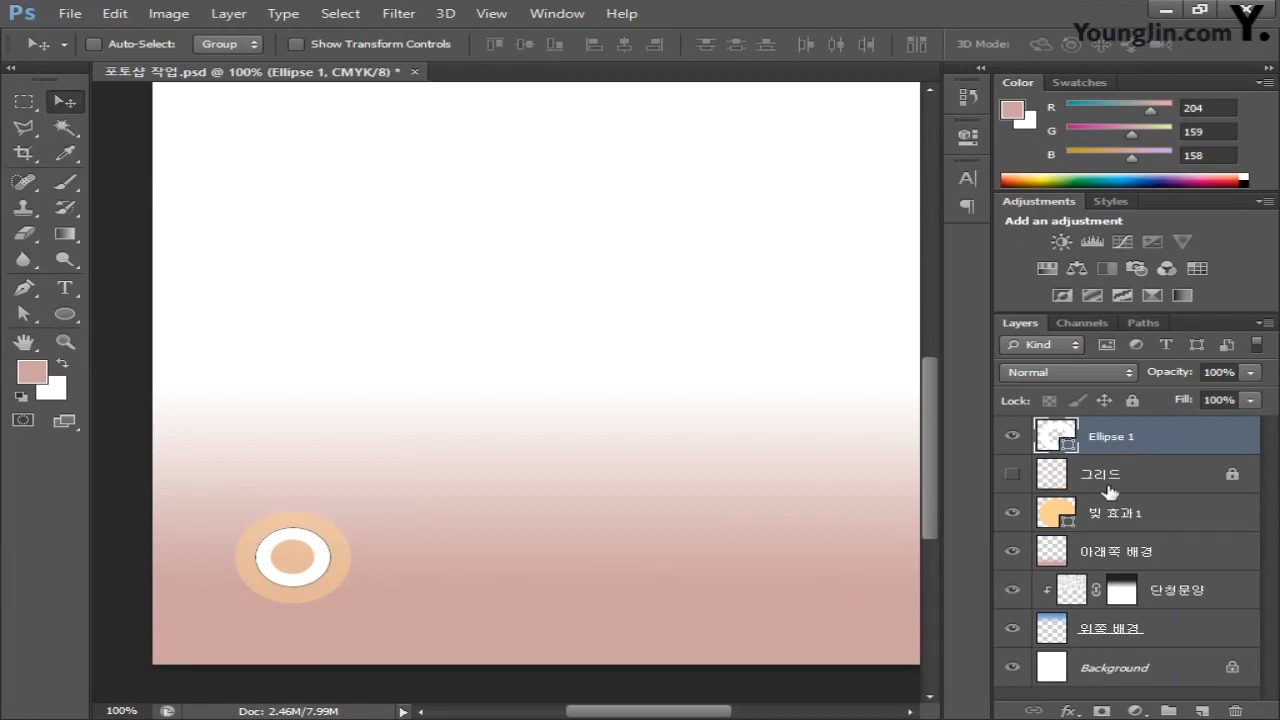 Ps File Edit Image Layer Type Select Filter 3D View Window Help
YoungJin.com Y.
Auto-Select: Group Show Transform Controls 3D Mode:
포토샵 작업.psd @ 100% (Ellipse 1, CMYK/8) * ×
Color Swatches
R 204
G 159
B 158
Adjustments Styles
Add an adjustment
Layers Channels Paths
Kind
Normal Opacity: 100%
Lock: Fill: 100%
Ellipse 1
그리드
빛 효과1
아래쪽 배경
단청문양
위쪽 배경
Background
100% Doc: 2.46M/7.99M